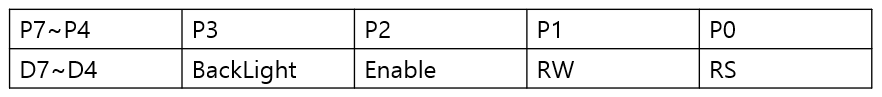 P7~P4 P3 P2 P1 P0
D7~D4 BackLight Enable RW RS